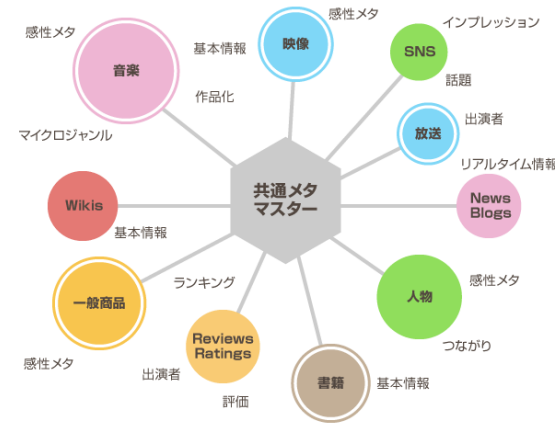 感性メタ
音楽
基本情報
作品化
マイクロジャンル
感性メタ
映像
インプレッション
SNS
話題
出演者
放送
リアルタイム情報
News
Blogs
共通メタ
マスター
Wikis
基本情報
人物
感性メタ
つながり
ランキング
一般商品
感性メタ
Reviews
Ratings
出演者
評価
書籍
基本情報